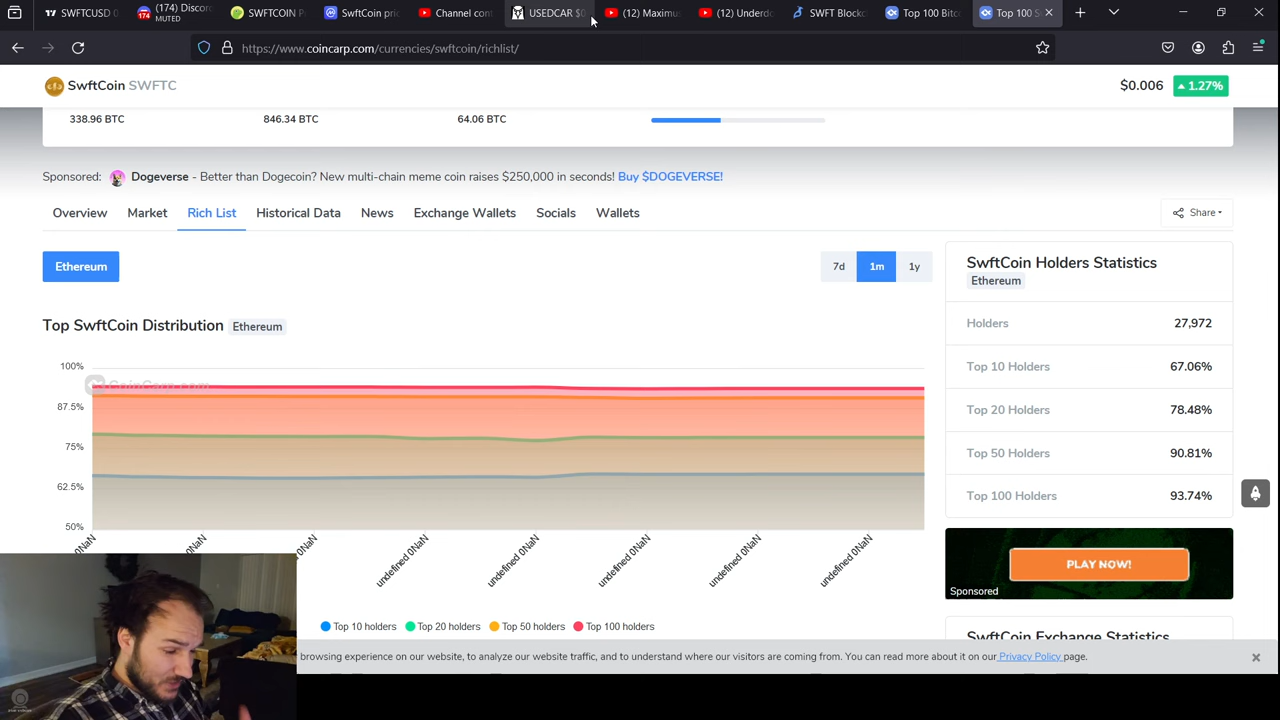 SWFTCUSD 0
(174) Discord
MUTED
SWFTCOIN P
SwftCoin pric
Channel cont
USEDCAR $0
(12) Maximus
(12) Underdo
SWFT Blockc
Top 100 Bitc
Top 100 S
https://www.coincarp.com/currencies/swftcoin/richlist/
SwftCoin SWFTC
$0.006
1.27%
338.96 BTC
846.34 BTC
64.06 BTC
Sponsored: Dogeverse - Better than Dogecoin? New multi-chain meme coin raises $250,000 in seconds! Buy $DOGEVERSE!
Overview
Market
Rich List
Historical Data
News
Exchange Wallets
Socials
Wallets
Share
Ethereum
7d
1m
1y
Top SwftCoin Distribution Ethereum
100%
87.5%
75%
62.5%
50%
CoinCarp.com
undefined 0NaN
undefined 0NaN
undefined 0NaN
undefined 0NaN
undefined 0NaN
Top 10 holders
Top 20 holders
Top 50 holders
Top 100 holders
SwftCoin Holders Statistics
Ethereum
Holders 27,972
Top 10 Holders 67.06%
Top 20 Holders 78.48%
Top 50 Holders 90.81%
Top 100 Holders 93.74%
PLAY NOW!
Sponsored
SwftCoin Exchange Statistics
browsing experience on our website, to analyze our website traffic, and to understand where our visitors are coming from. You can read more about it on our Privacy Policy page.